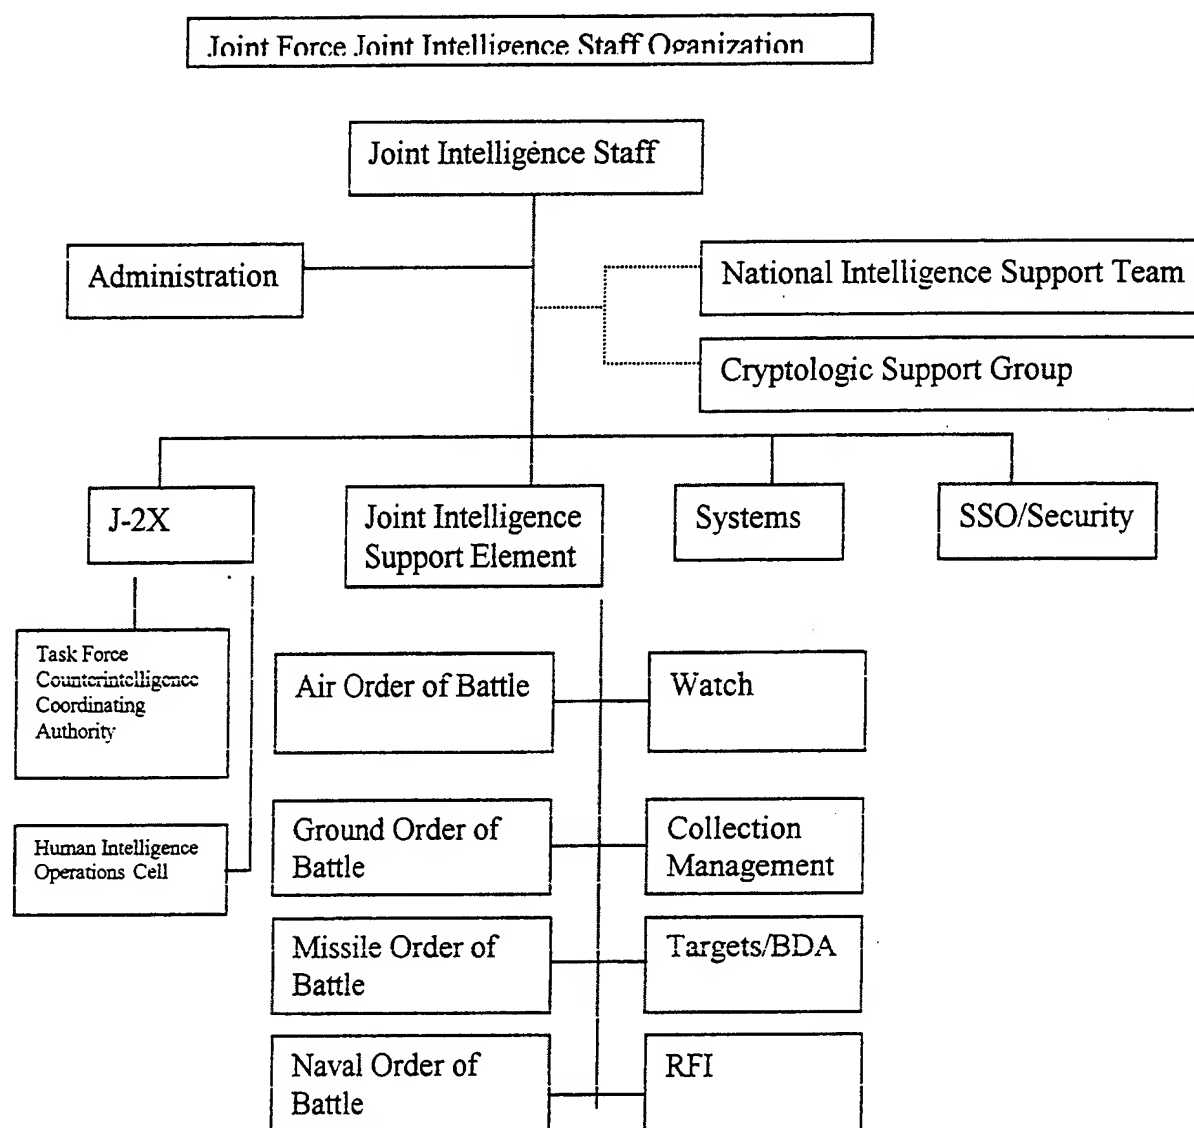 Joint Force Joint Intelligence Staff Oganization
Joint Intelligence Staff
Administration
National Intelligence Support Team
Cryptologic Support Group
J-2X
Joint Intelligence
Support Element
Systems
SSO/Security
Task Force
Counterintelligence
Coordinating
Authority
Human Intelligence
Operations Cell
Air Order of Battle
Watch
Ground Order of
Battle
Collection
Management
Missile Order of
Battle
Targets/BDA
Naval Order of
Battle
RFI